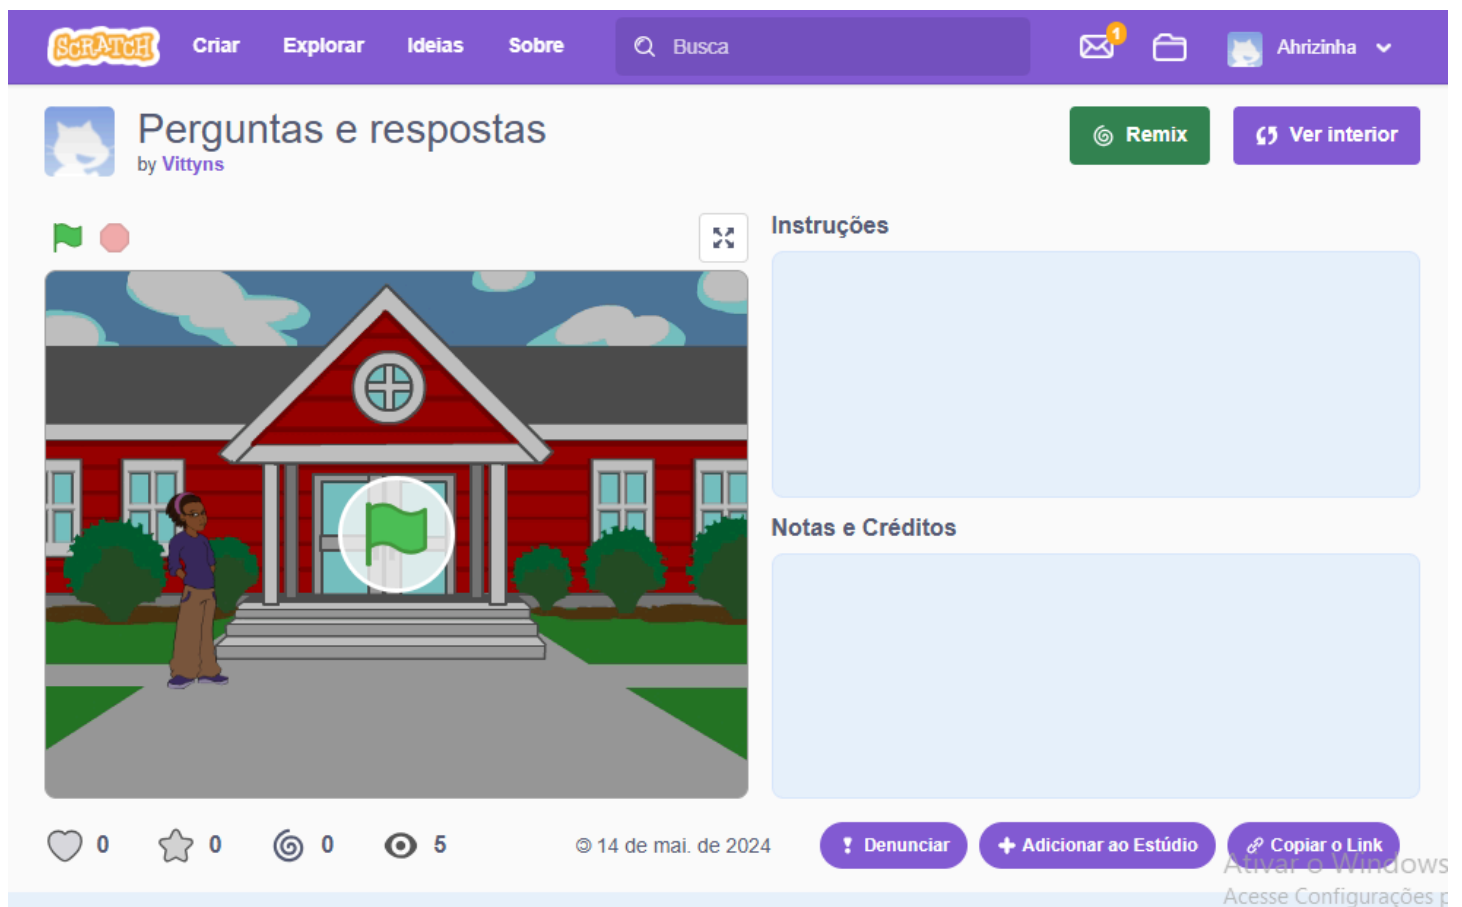 SCRATCH Criar Explorar Ideias Sobre Busca 1 Ahrizinha
Perguntas e respostas
by Vittyns
Remix Ver interior
Instruções
Notas e Créditos
0 0 0 5 © 14 de mai. de 2024 Denunciar Adicionar ao Estúdio Copiar o Link
Ativar o Windows
Acesse Configurações p